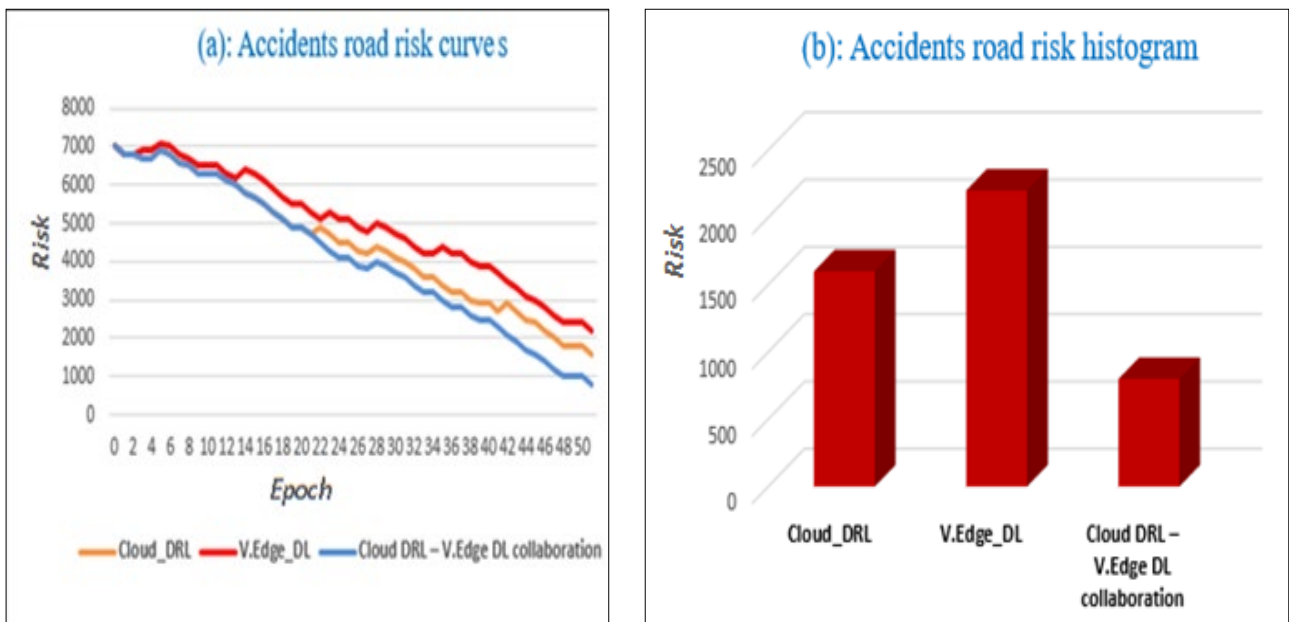 (a): Accidents road risk curves
8000
7000
6000
5000
4000
3000
2000
1000
0
Risk
0 2 4 6 8 10 12 14 16 18 20 22 24 26 28 30 32 34 36 38 40 42 44 46 48 50
Epoch
Cloud_DRL V.Edge_DL Cloud DRL – V.Edge DL collaboration
(b): Accidents road risk histogram
2500
2000
1500
1000
500
0
Risk
Cloud_DRL V.Edge_DL Cloud DRL –
V.Edge DL
collaboration